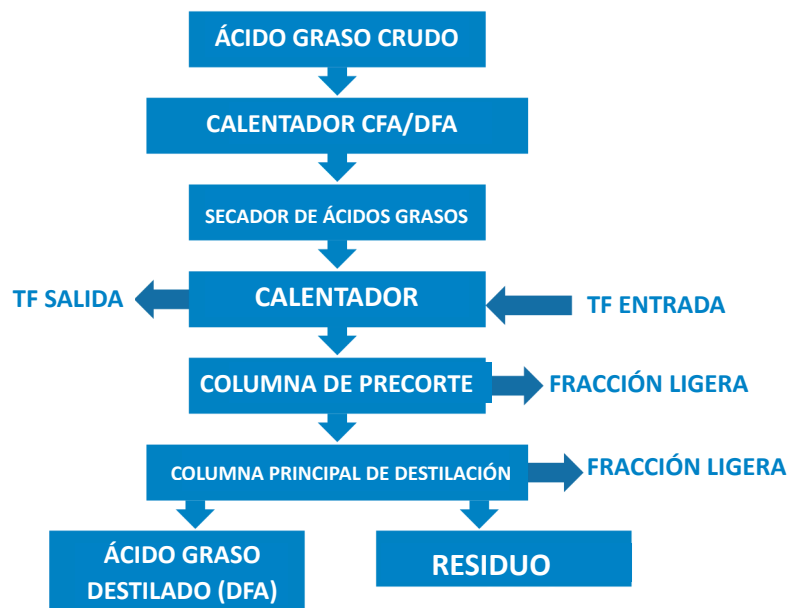 ÁCIDO GRASO CRUDO
CALENTADOR CFA/DFA
SECADOR DE ÁCIDOS GRASOS
TF SALIDA
CALENTADOR
TF ENTRADA
COLUMNA DE PRECORTE
FRACCIÓN LIGERA
COLUMNA PRINCIPAL DE DESTILACIÓN
FRACCIÓN LIGERA
ÁCIDO GRASO
DESTILADO (DFA)
RESIDUO